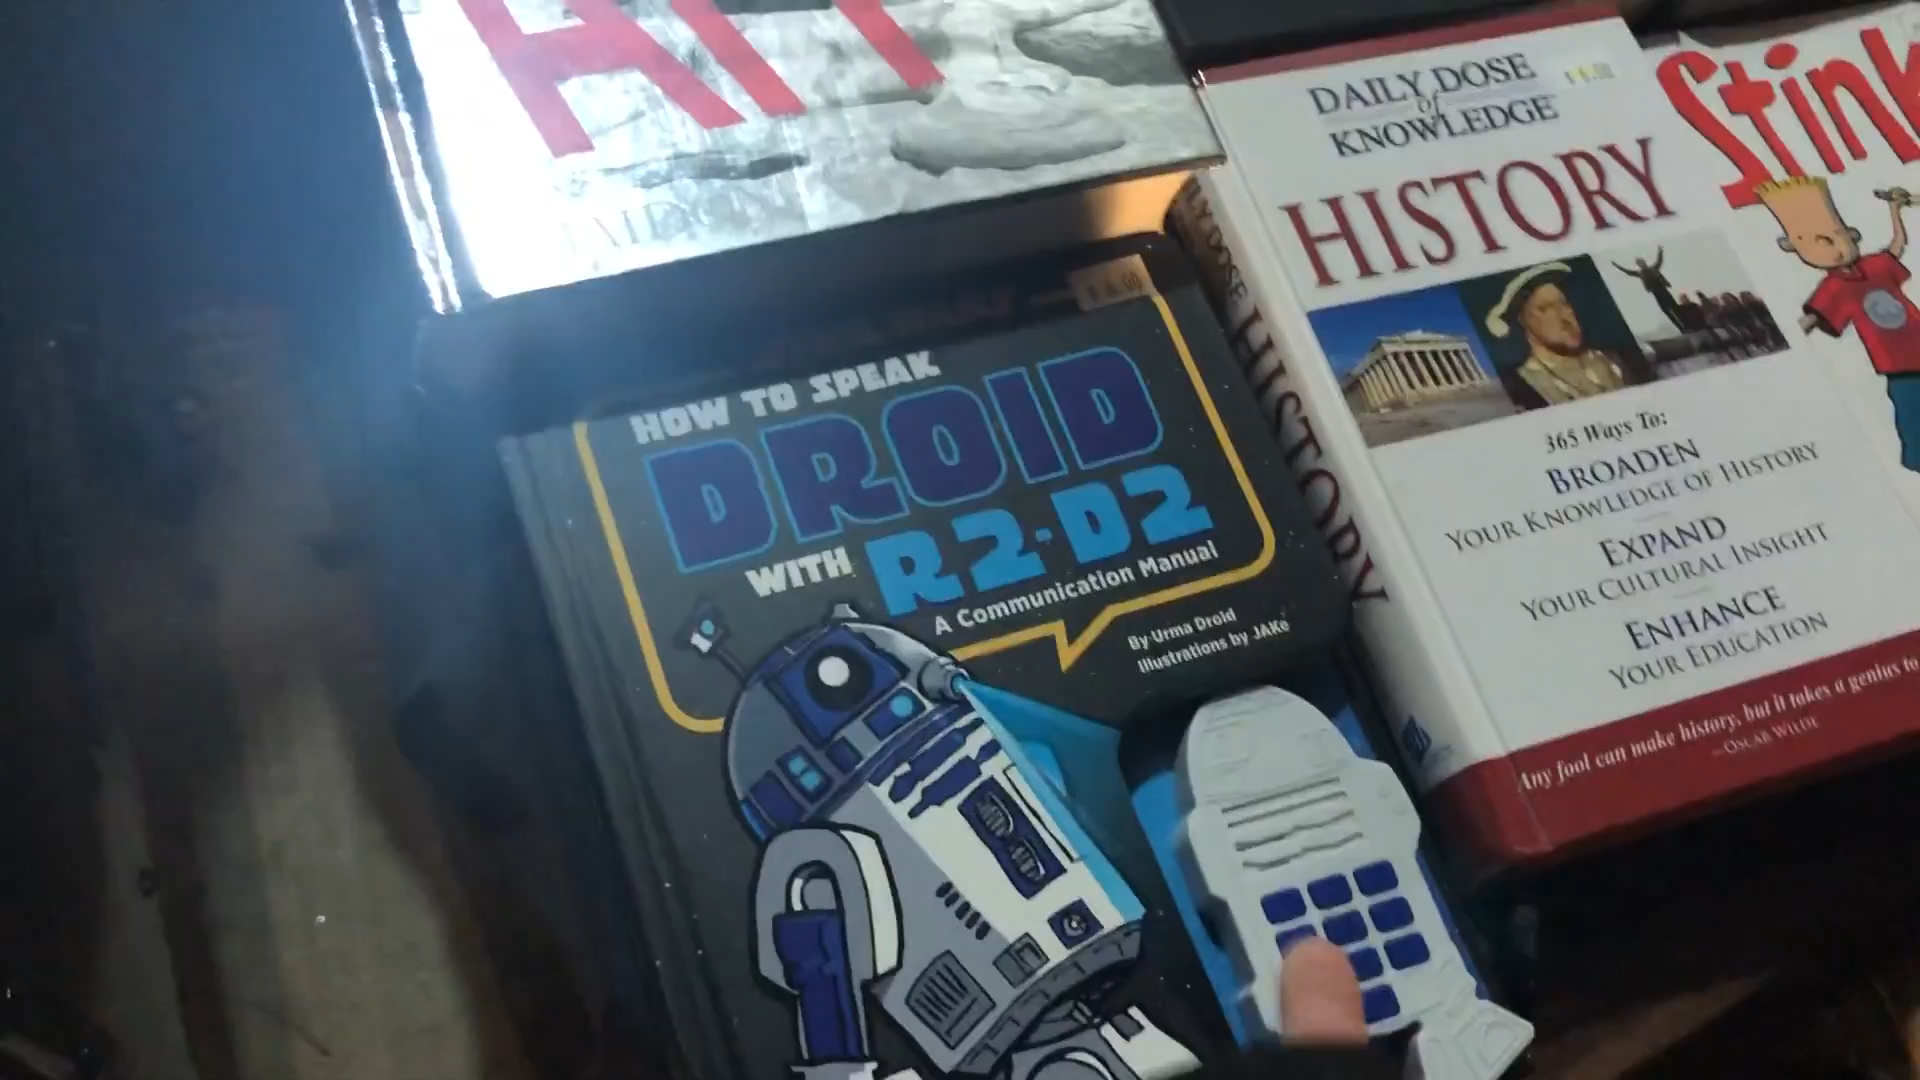 HOW TO SPEAK
DROID
WITH R2-D2
A Communication Manual
By Urma Droid
Illustrations by JAKe
DAILY DOSE
of
KNOWLEDGE
HISTORY
365 Ways To:
BROADEN
YOUR KNOWLEDGE OF HISTORY
EXPAND
YOUR CULTURAL INSIGHT
ENHANCE
YOUR EDUCATION
Any fool can make history, but it takes a genius to
—OSCAR WILDE
HISTORY
Stink